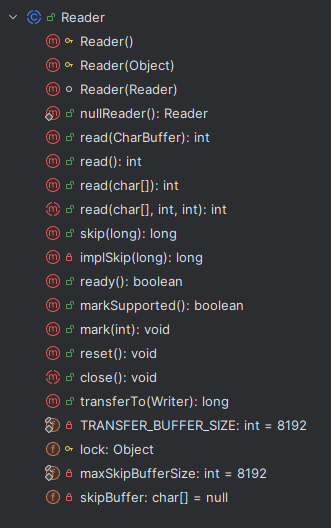 Reader
Reader()
Reader(Object)
Reader(Reader)
nullReader(): Reader
read(CharBuffer): int
read(): int
read(char[]): int
read(char[], int, int): int
skip(long): long
implSkip(long): long
ready(): boolean
markSupported(): boolean
mark(int): void
reset(): void
close(): void
transferTo(Writer): long
TRANSFER_BUFFER_SIZE: int = 8192
lock: Object
maxSkipBufferSize: int = 8192
skipBuffer: char[] = null